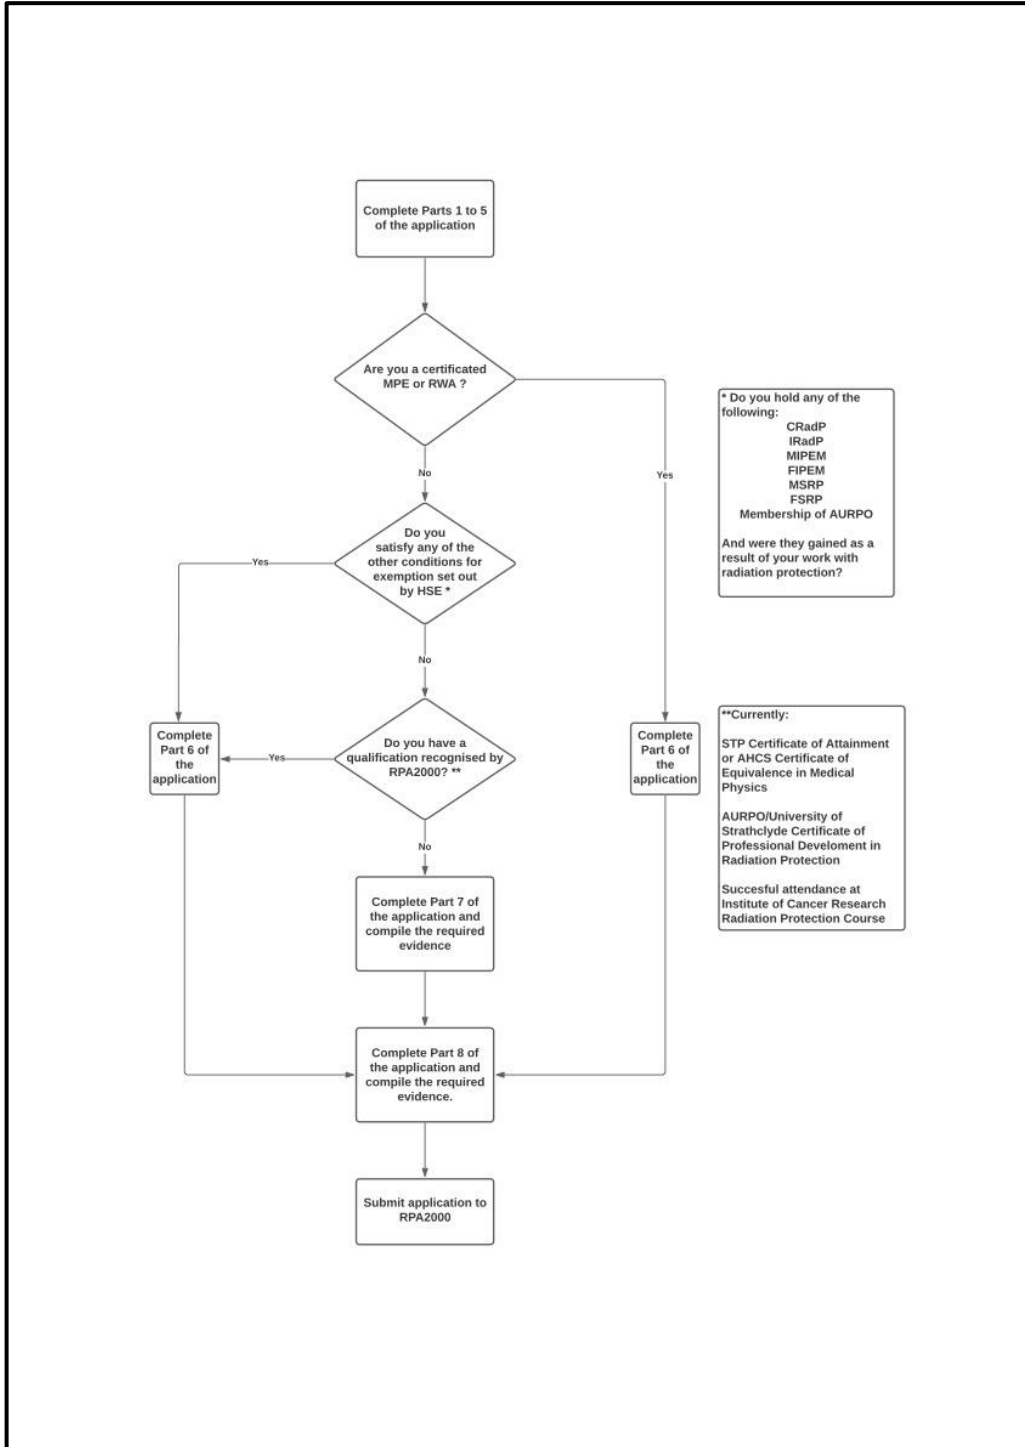 Complete Parts 1 to 5
of the application
Are you a certificated
MPE or RWA ?
No
Yes
Do you
satisfy any of the
other conditions for
exemption set out
by HSE *
Yes
No
Do you have a
qualification recognised by
RPA2000? **
Yes
No
Complete
Part 6 of
the
application
Complete
Part 6 of
the
application
Complete Part 7 of
the application and
compile the required
evidence
Complete Part 8 of
the application and
compile the required
evidence.
Submit application to
RPA2000
* Do you hold any of the
following:
CRadP
IRadP
MIPEM
FIPEM
MSRP
FSRP
Membership of AURPO
And were they gained as a
result of your work with
radiation protection?
**Currently:
STP Certificate of Attainment
or AHCS Certificate of
Equivalence in Medical
Physics
AURPO/University of
Strathclyde Certificate of
Professional Develoment in
Radiation Protection
Succesful attendance at
Institute of Cancer Research
Radiation Protection Course